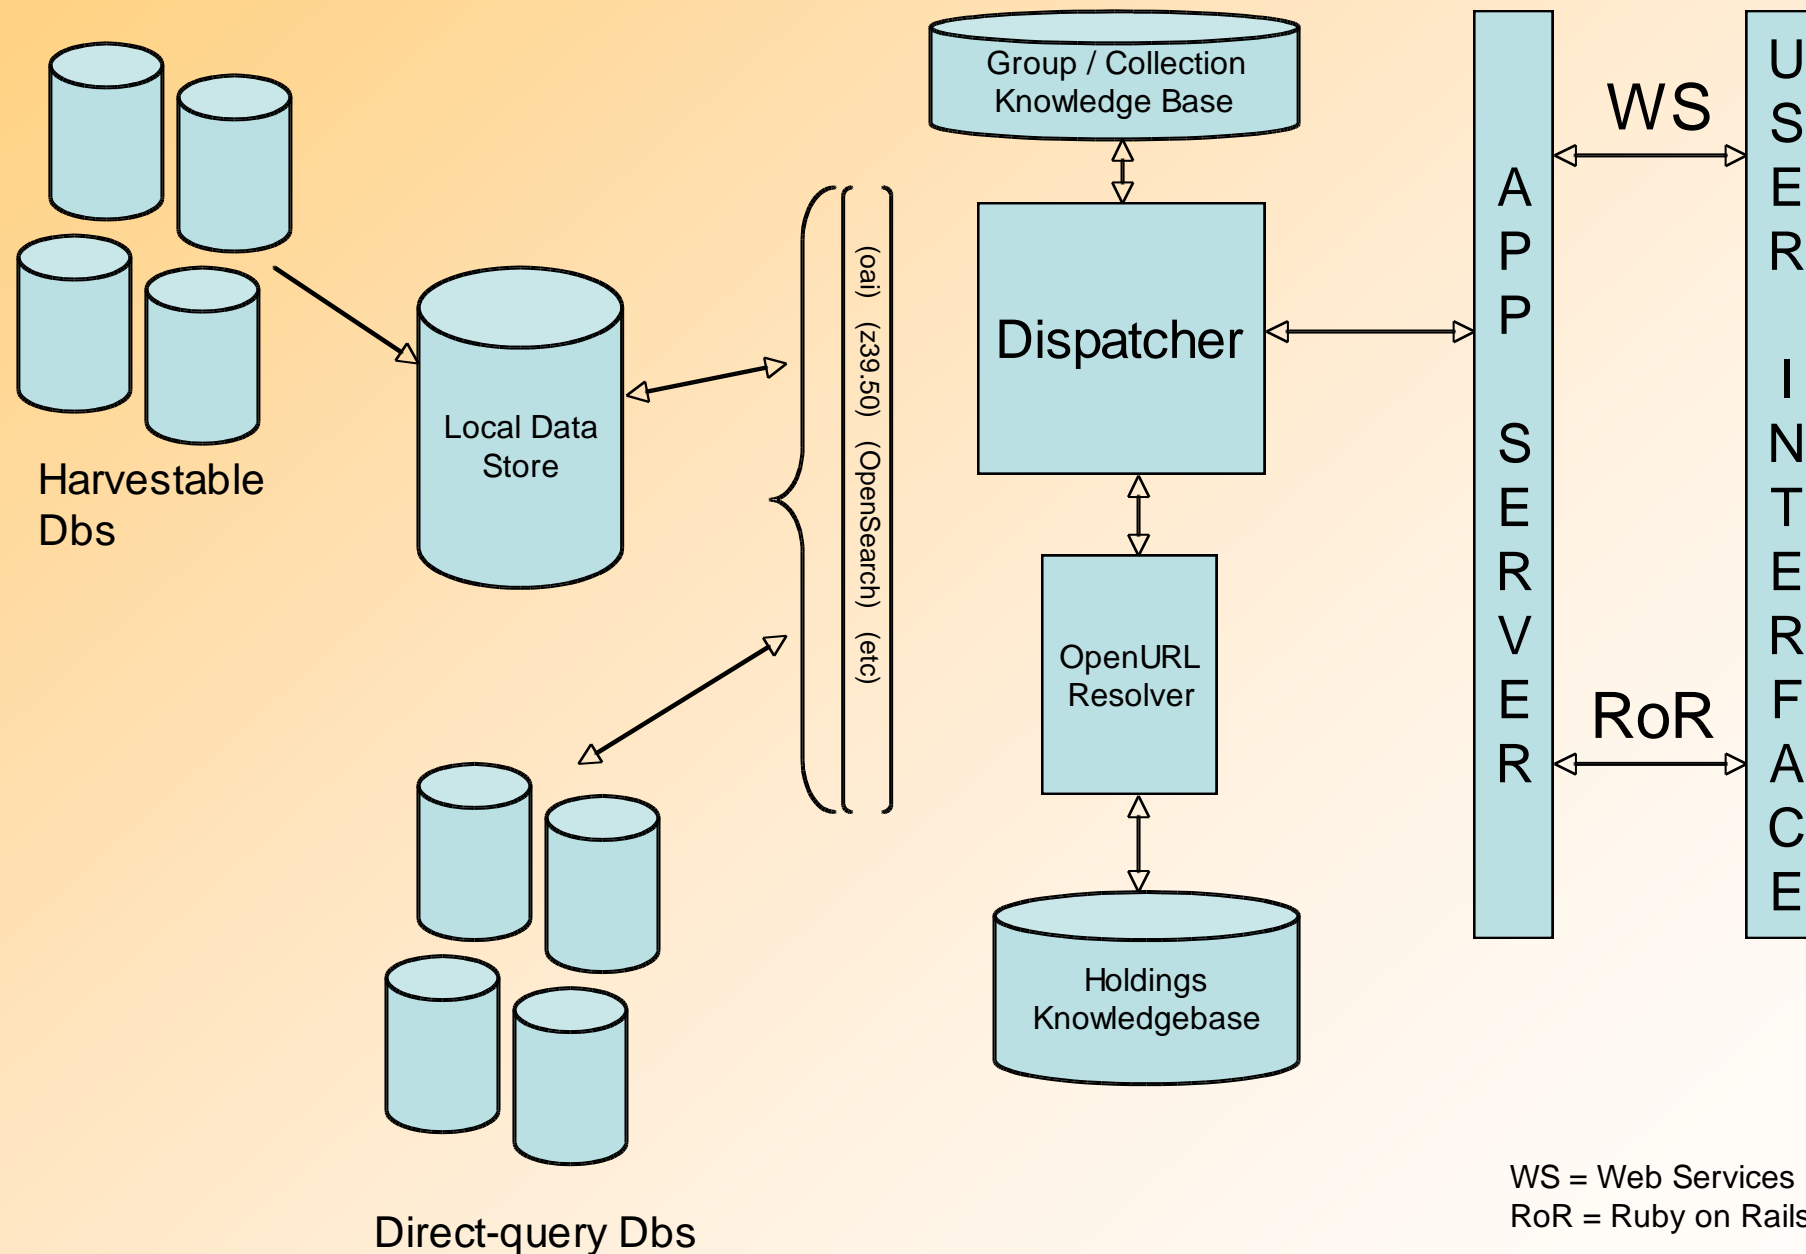 Group / Collection
Knowledge Base
WS
USER INTERFACE
APP SERVER
(oai) (z39.50) (OpenSearch) (etc)
Dispatcher
Local Data
Store
Harvestable
Dbs
OpenURL
Resolver
RoR
Holdings
Knowledgebase
WS = Web Services
RoR = Ruby on Rails
Direct-query Dbs